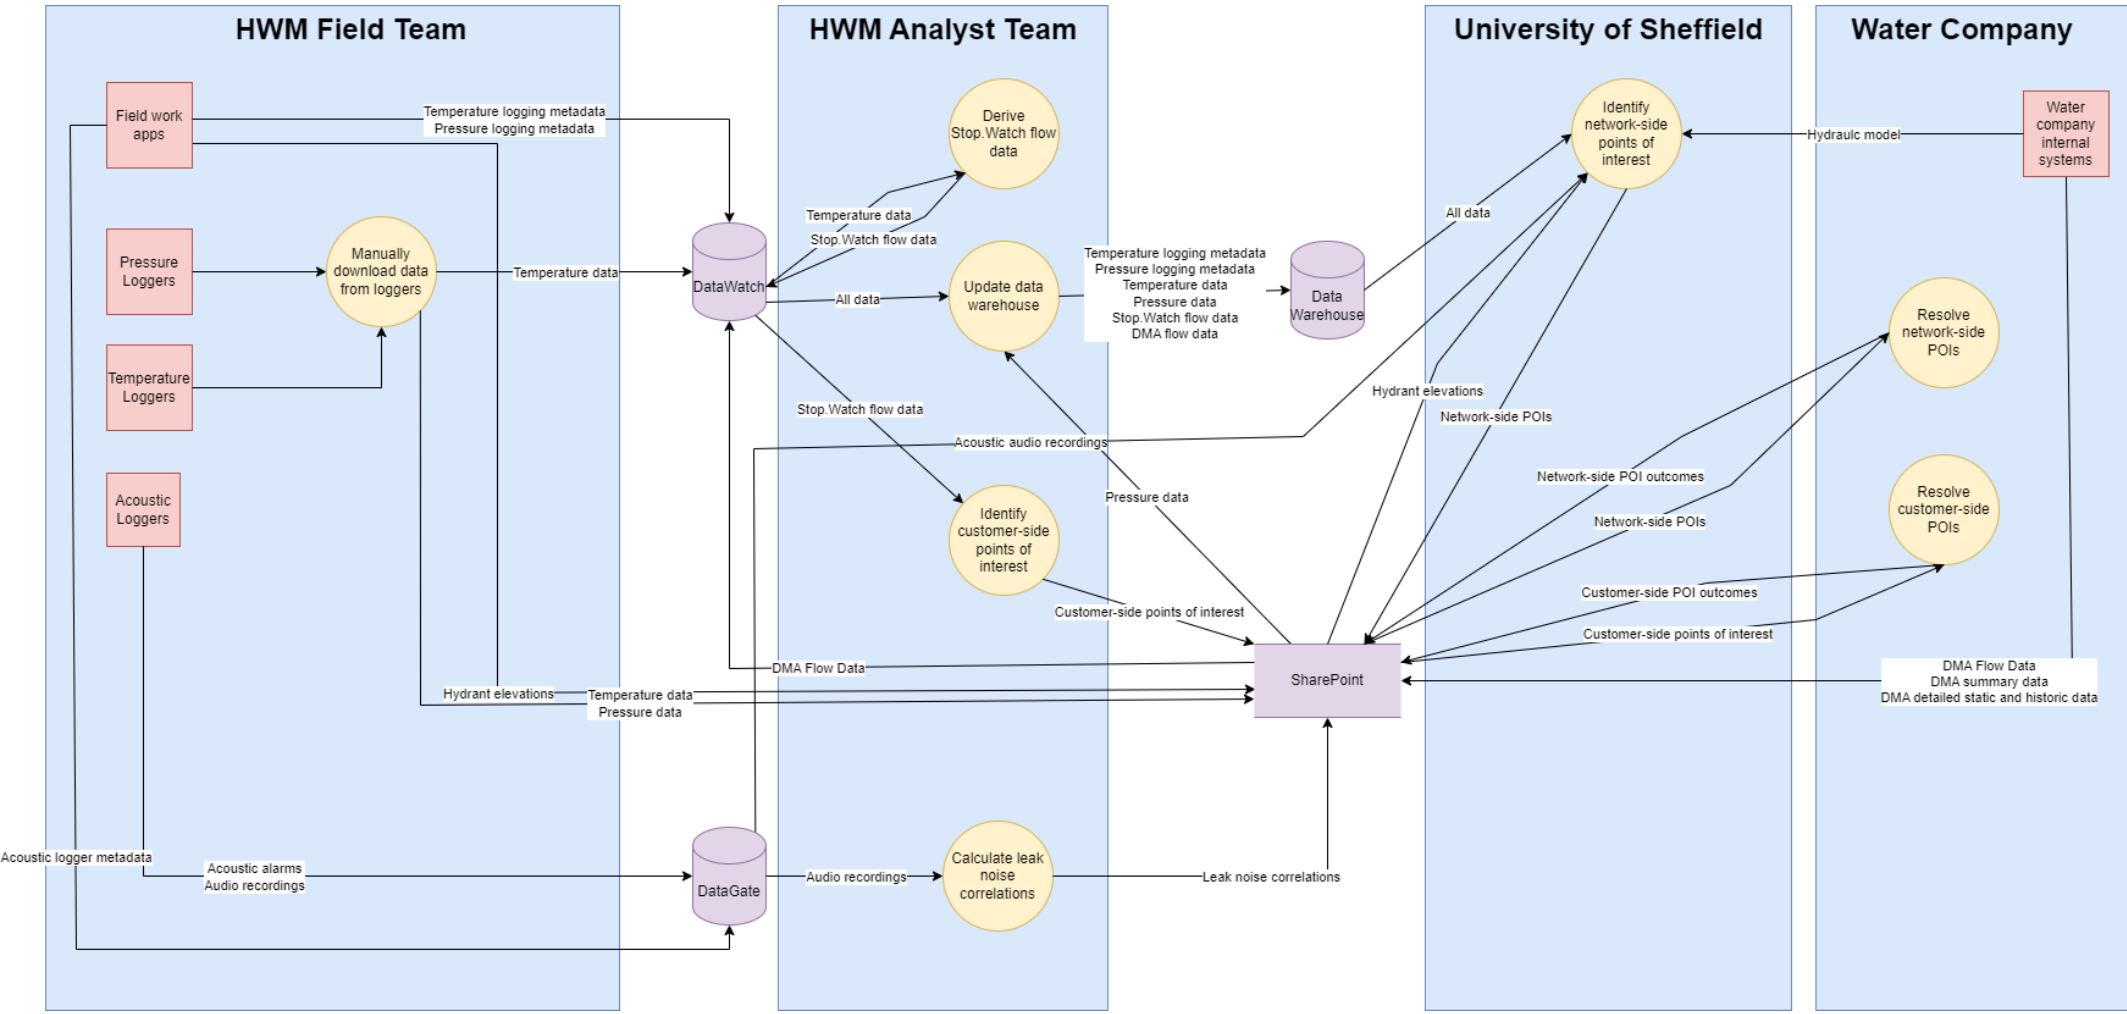 HWM Field Team
HWM Analyst Team
University of Sheffield
Water Company
Field work
apps
Temperature logging metadata
Pressure logging metadata
Derive
Stop.Watch flow
data
Identify
network-side
points of
interest
Hydraulc model
Water
company
internal
systems
Temperature data
Stop.Watch flow data
All data
Pressure
Loggers
Manually
download data
from loggers
Temperature data
DataWatch
All data
Update data
warehouse
Temperature logging metadata
Pressure logging metadata
Temperature data
Pressure data
Stop.Watch flow data
DMA flow data
Data
Warehouse
Resolve
network-side
POIs
Temperature
Loggers
Stop.Watch flow data
Hydrant elevations
Network-side POIs
Acoustic audio recordings
Acoustic
Loggers
Identify
customer-side
points of
interest
Pressure data
Network-side POI outcomes
Network-side POIs
Resolve
customer-side
POIs
Customer-side points of interest
Customer-side POI outcomes
Customer-side points of interest
DMA Flow Data
SharePoint
DMA Flow Data
DMA summary data
DMA detailed static and historic data
Hydrant elevations
Temperature data
Pressure data
Acoustic logger metadata
Acoustic alarms
Audio recordings
DataGate
Audio recordings
Calculate leak
noise
correlations
Leak noise correlations